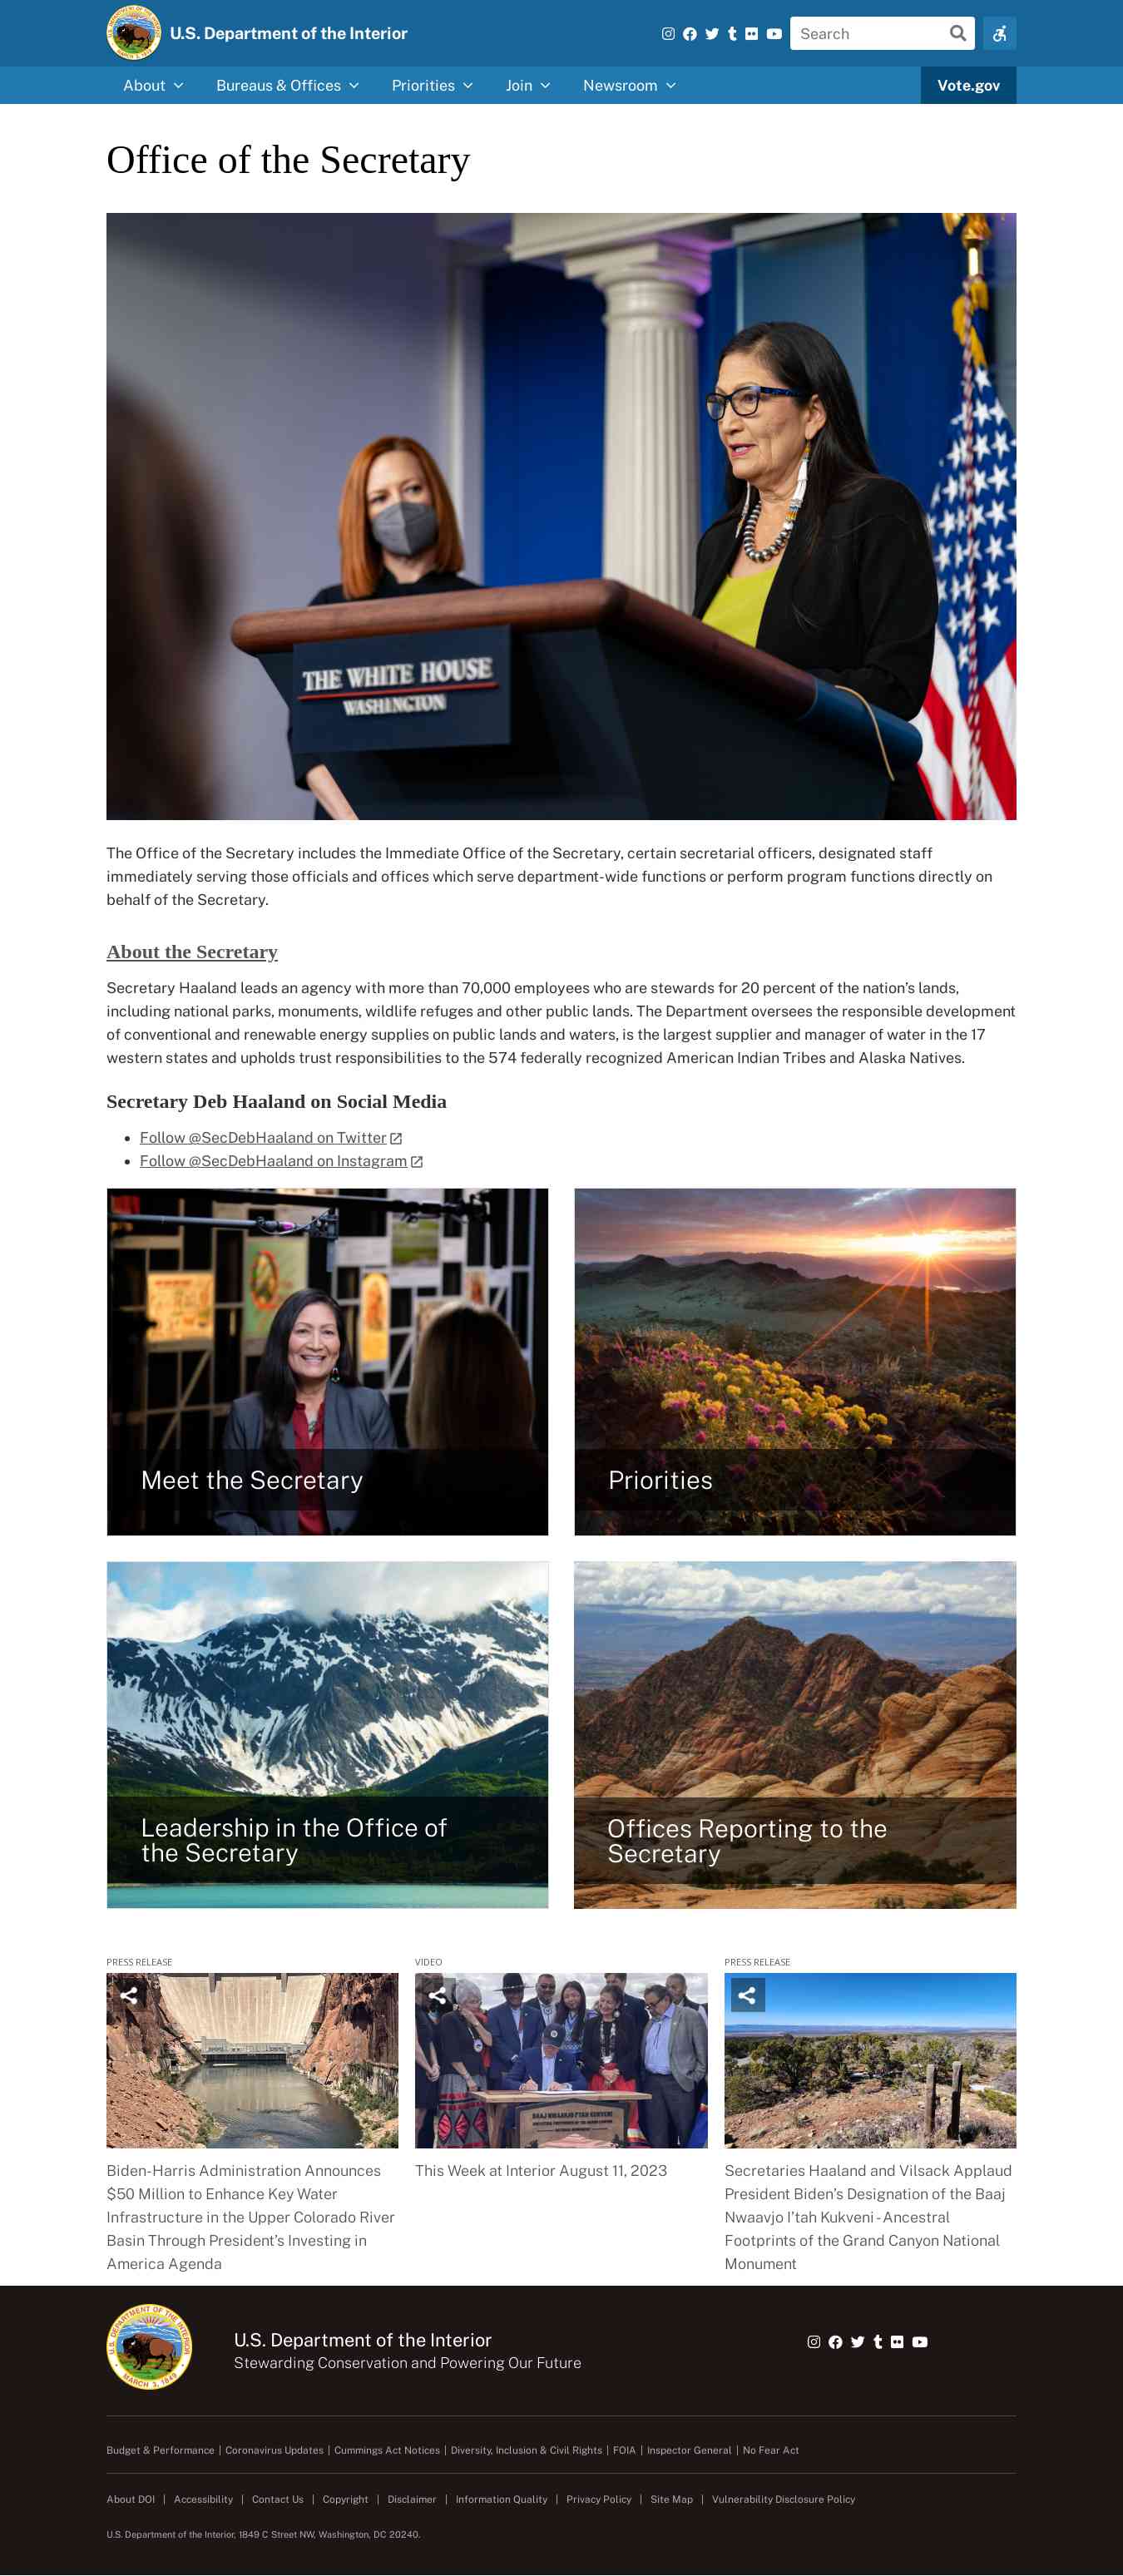 U.S. Department of the Interior
Search
About
Bureaus & Offices
Priorities
Join
Newsroom
Vote.gov
Office of the Secretary
THE WHITE HOUSE
WASHINGTON
The Office of the Secretary includes the Immediate Office of the Secretary, certain secretarial officers, designated staff
immediately serving those officials and offices which serve department-wide functions or perform program functions directly on
behalf of the Secretary.
About the Secretary
Secretary Haaland leads an agency with more than 70,000 employees who are stewards for 20 percent of the nation’s lands,
including national parks, monuments, wildlife refuges and other public lands. The Department oversees the responsible development
of conventional and renewable energy supplies on public lands and waters, is the largest supplier and manager of water in the 17
western states and upholds trust responsibilities to the 574 federally recognized American Indian Tribes and Alaska Natives.
Secretary Deb Haaland on Social Media
Follow @SecDebHaaland on Twitter
Follow @SecDebHaaland on Instagram
Meet the Secretary
Priorities
Leadership in the Office of
the Secretary
Offices Reporting to the
Secretary
PRESS RELEASE
Biden-Harris Administration Announces
$50 Million to Enhance Key Water
Infrastructure in the Upper Colorado River
Basin Through President’s Investing in
America Agenda
VIDEO
BAAJ NWAAVJO I'TAH KUKVENI
This Week at Interior August 11, 2023
PRESS RELEASE
Secretaries Haaland and Vilsack Applaud
President Biden’s Designation of the Baaj
Nwaavjo I’tah Kukveni - Ancestral
Footprints of the Grand Canyon National
Monument
U.S. DEPARTMENT OF THE INTERIOR
MARCH 3, 1849
U.S. Department of the Interior
Stewarding Conservation and Powering Our Future
Budget & Performance | Coronavirus Updates | Cummings Act Notices | Diversity, Inclusion & Civil Rights | FOIA | Inspector General | No Fear Act
About DOI | Accessibility | Contact Us | Copyright | Disclaimer | Information Quality | Privacy Policy | Site Map | Vulnerability Disclosure Policy
U.S. Department of the Interior, 1849 C Street NW, Washington, DC 20240.